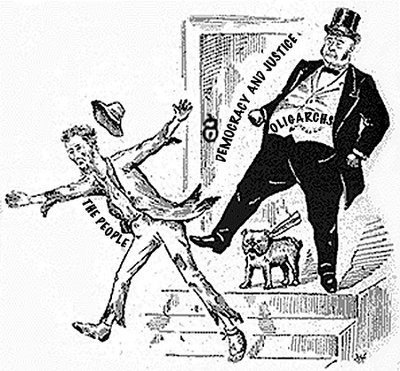 DEMOCRACY AND JUSTICE
OLIGARCHS
THE PEOPLE